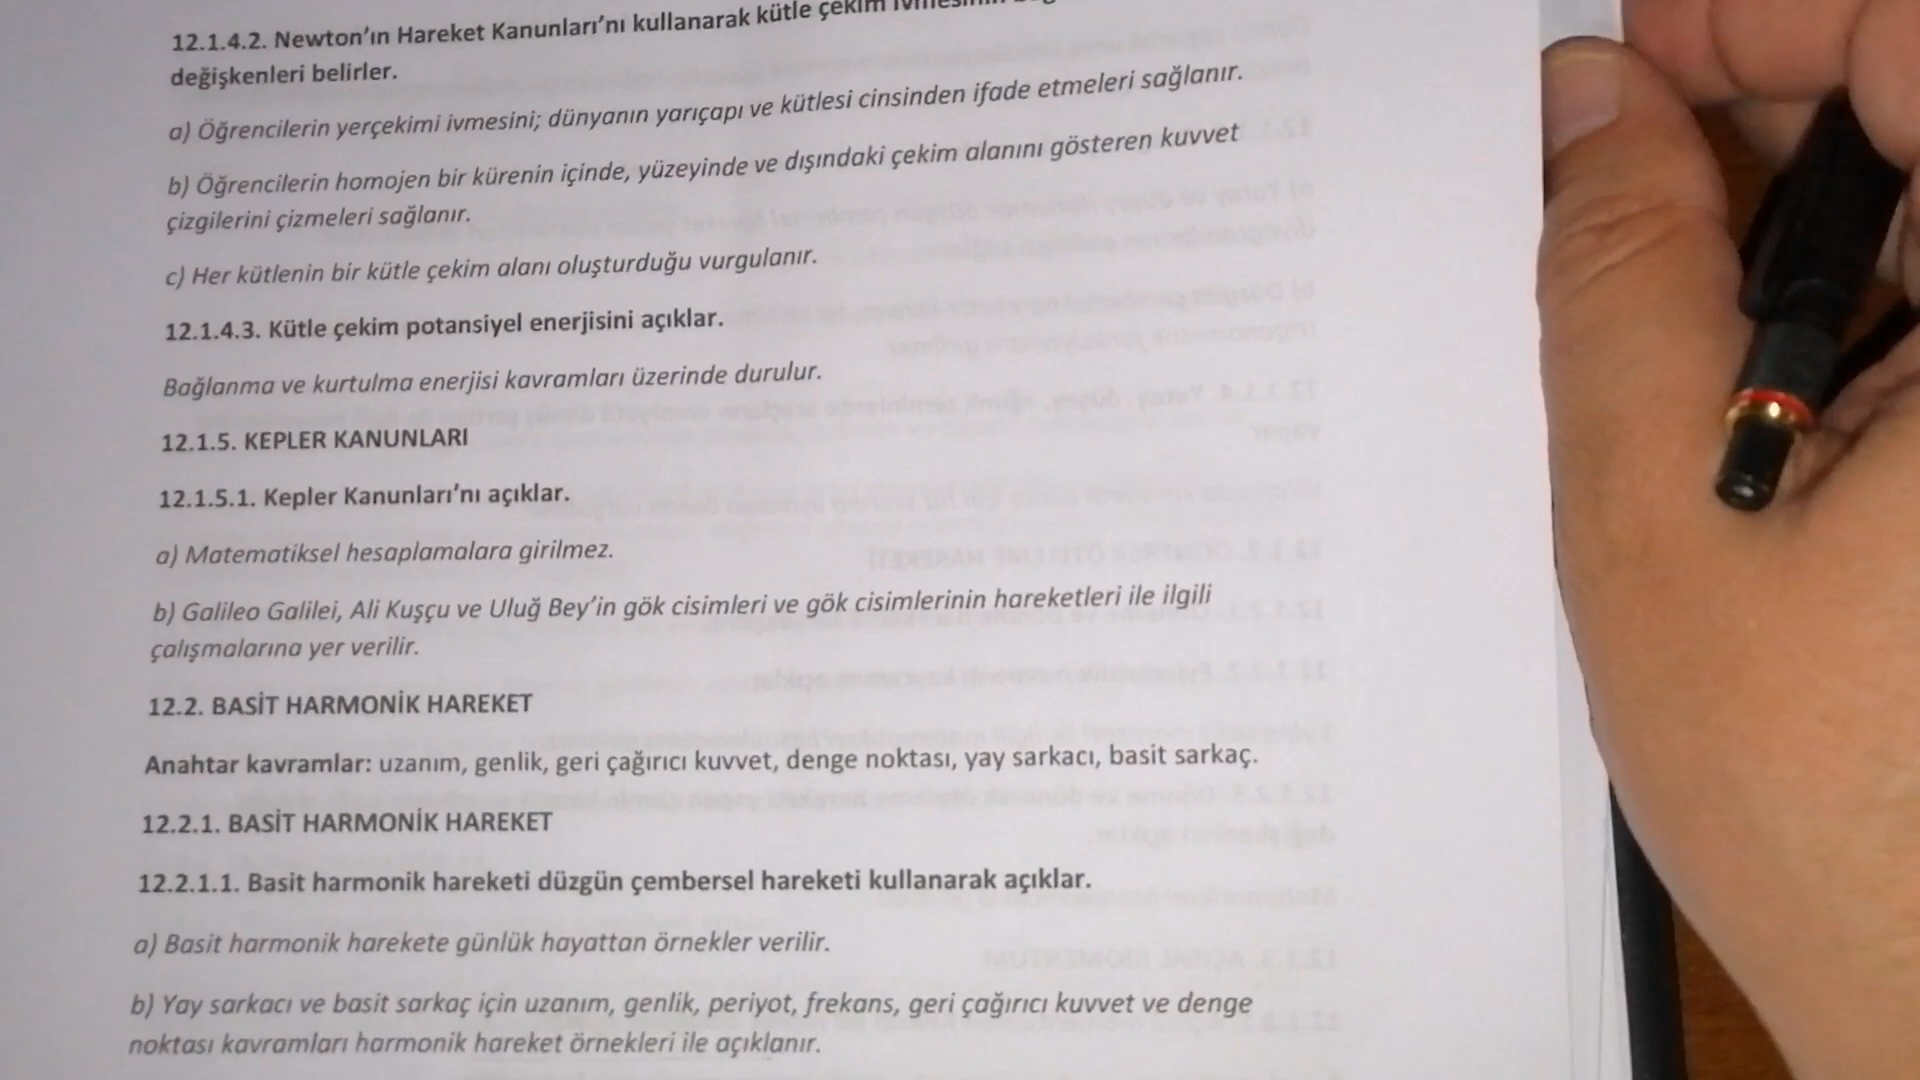 12.1.4.2. Newton’ın Hareket Kanunları’nı kullanarak kütle çekim
değişkenleri belirler.
a) Öğrencilerin yerçekimi ivmesini; dünyanın yarıçapı ve kütlesi cinsinden ifade etmeleri sağlanır.
b) Öğrencilerin homojen bir kürenin içinde, yüzeyinde ve dışındaki çekim alanını gösteren kuvvet
çizgilerini çizmeleri sağlanır.
c) Her kütlenin bir kütle çekim alanı oluşturduğu vurgulanır.
12.1.4.3. Kütle çekim potansiyel enerjisini açıklar.
Bağlanma ve kurtulma enerjisi kavramları üzerinde durulur.
12.1.5. KEPLER KANUNLARI
12.1.5.1. Kepler Kanunları’nı açıklar.
a) Matematiksel hesaplamalara girilmez.
b) Galileo Galilei, Ali Kuşçu ve Uluğ Bey’in gök cisimleri ve gök cisimlerinin hareketleri ile ilgili
çalışmalarına yer verilir.
12.2. BASİT HARMONİK HAREKET
Anahtar kavramlar: uzanım, genlik, geri çağırıcı kuvvet, denge noktası, yay sarkacı, basit sarkaç.
12.2.1. BASİT HARMONİK HAREKET
12.2.1.1. Basit harmonik hareketi düzgün çembersel hareketi kullanarak açıklar.
a) Basit harmonik harekete günlük hayattan örnekler verilir.
b) Yay sarkacı ve basit sarkaç için uzanım, genlik, periyot, frekans, geri çağırıcı kuvvet ve denge
noktası kavramları harmonik hareket örnekleri ile açıklanır.